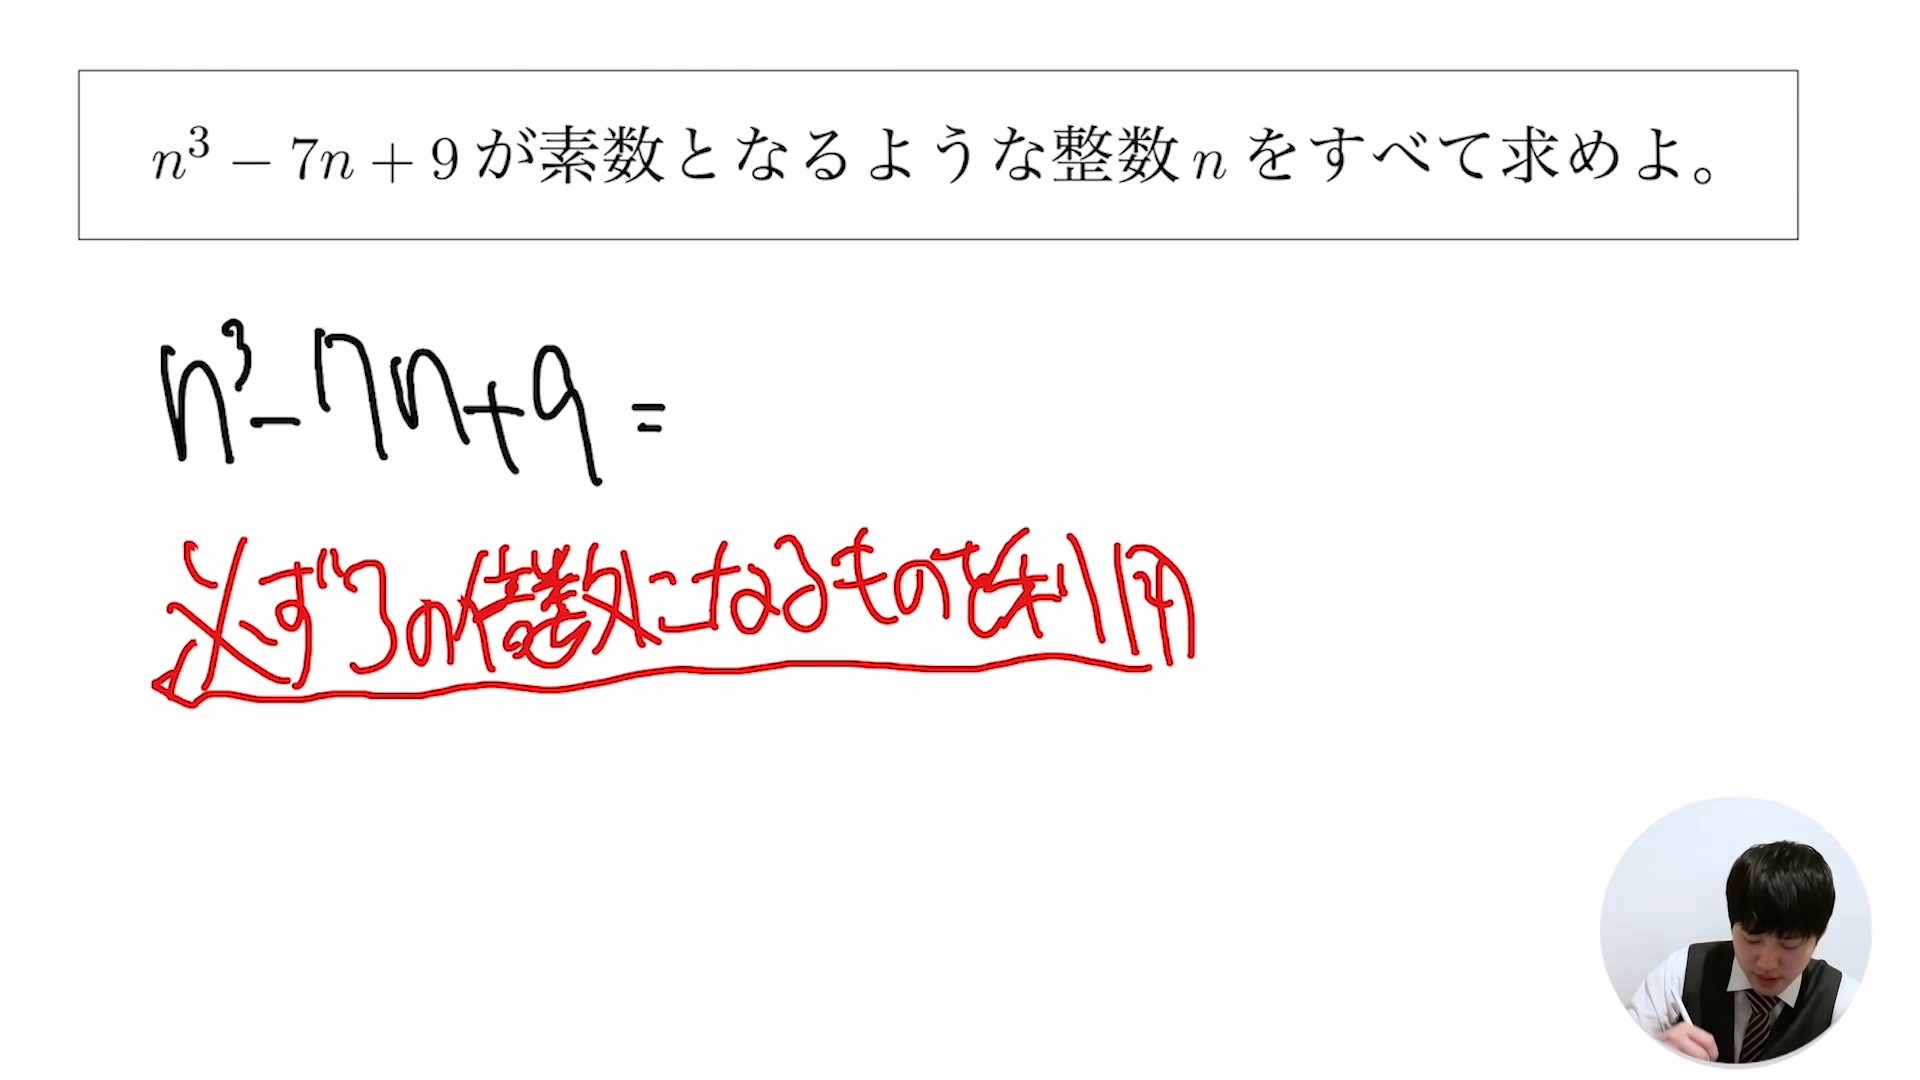 n³ − 7n + 9 が素数となるような整数 n をすべて求めよ。
n³-7n+9 =
必ず3の倍数になるものを利用